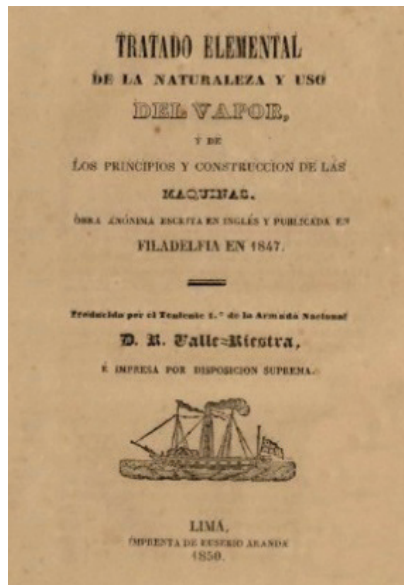 TRATADO ELEMENTAL
DE LA NATURALEZA Y USO
DEL VAPOR,
Y DE
LOS PRINCIPIOS Y CONSTRUCCION DE LAS
MAQUINAS.
OBRA ANÓNIMA ESCRITA EN INGLÉS Y PUBLICADA EN
FILADELFIA EN 1847.
Traducido por el Teniente 1.º de la Armada Nacional
D. R. Valle=Riestra,
É IMPRESA POR DISPOSICION SUPREMA.
LIMA,
IMPRENTA DE EUSEBIO ARANDA
1850.